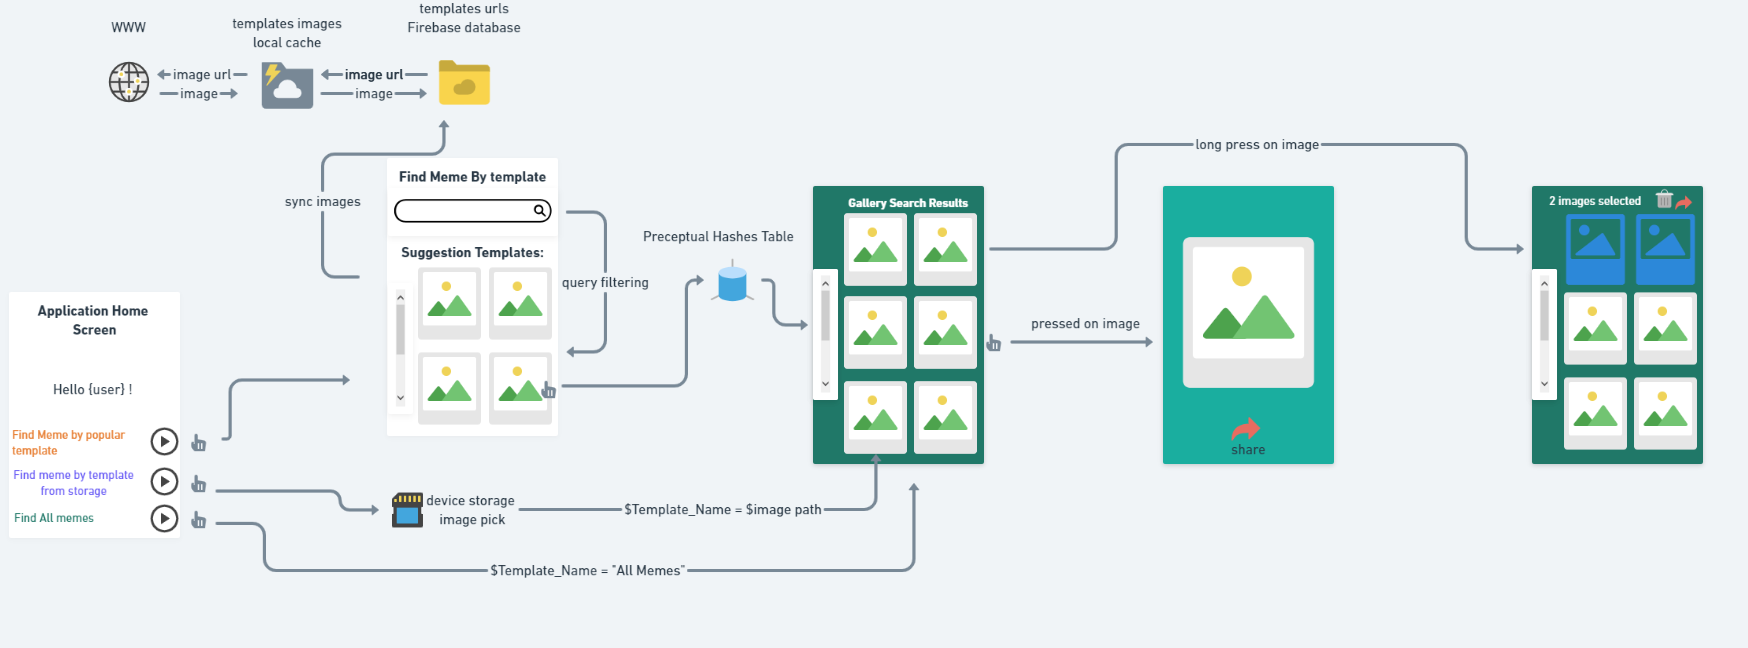 WWW
templates images
local cache
templates urls
Firebase database
image url
image
image url
image
sync images
Find Meme By template
Suggestion Templates:
query filtering
Preceptual Hashes Table
Gallery Search Results
long press on image
pressed on image
share
2 images selected
Application Home
Screen
Hello {user} !
Find Meme by popular
template
Find meme by template
from storage
Find All memes
device storage
image pick
$Template_Name = $image path
$Template_Name = "All Memes"